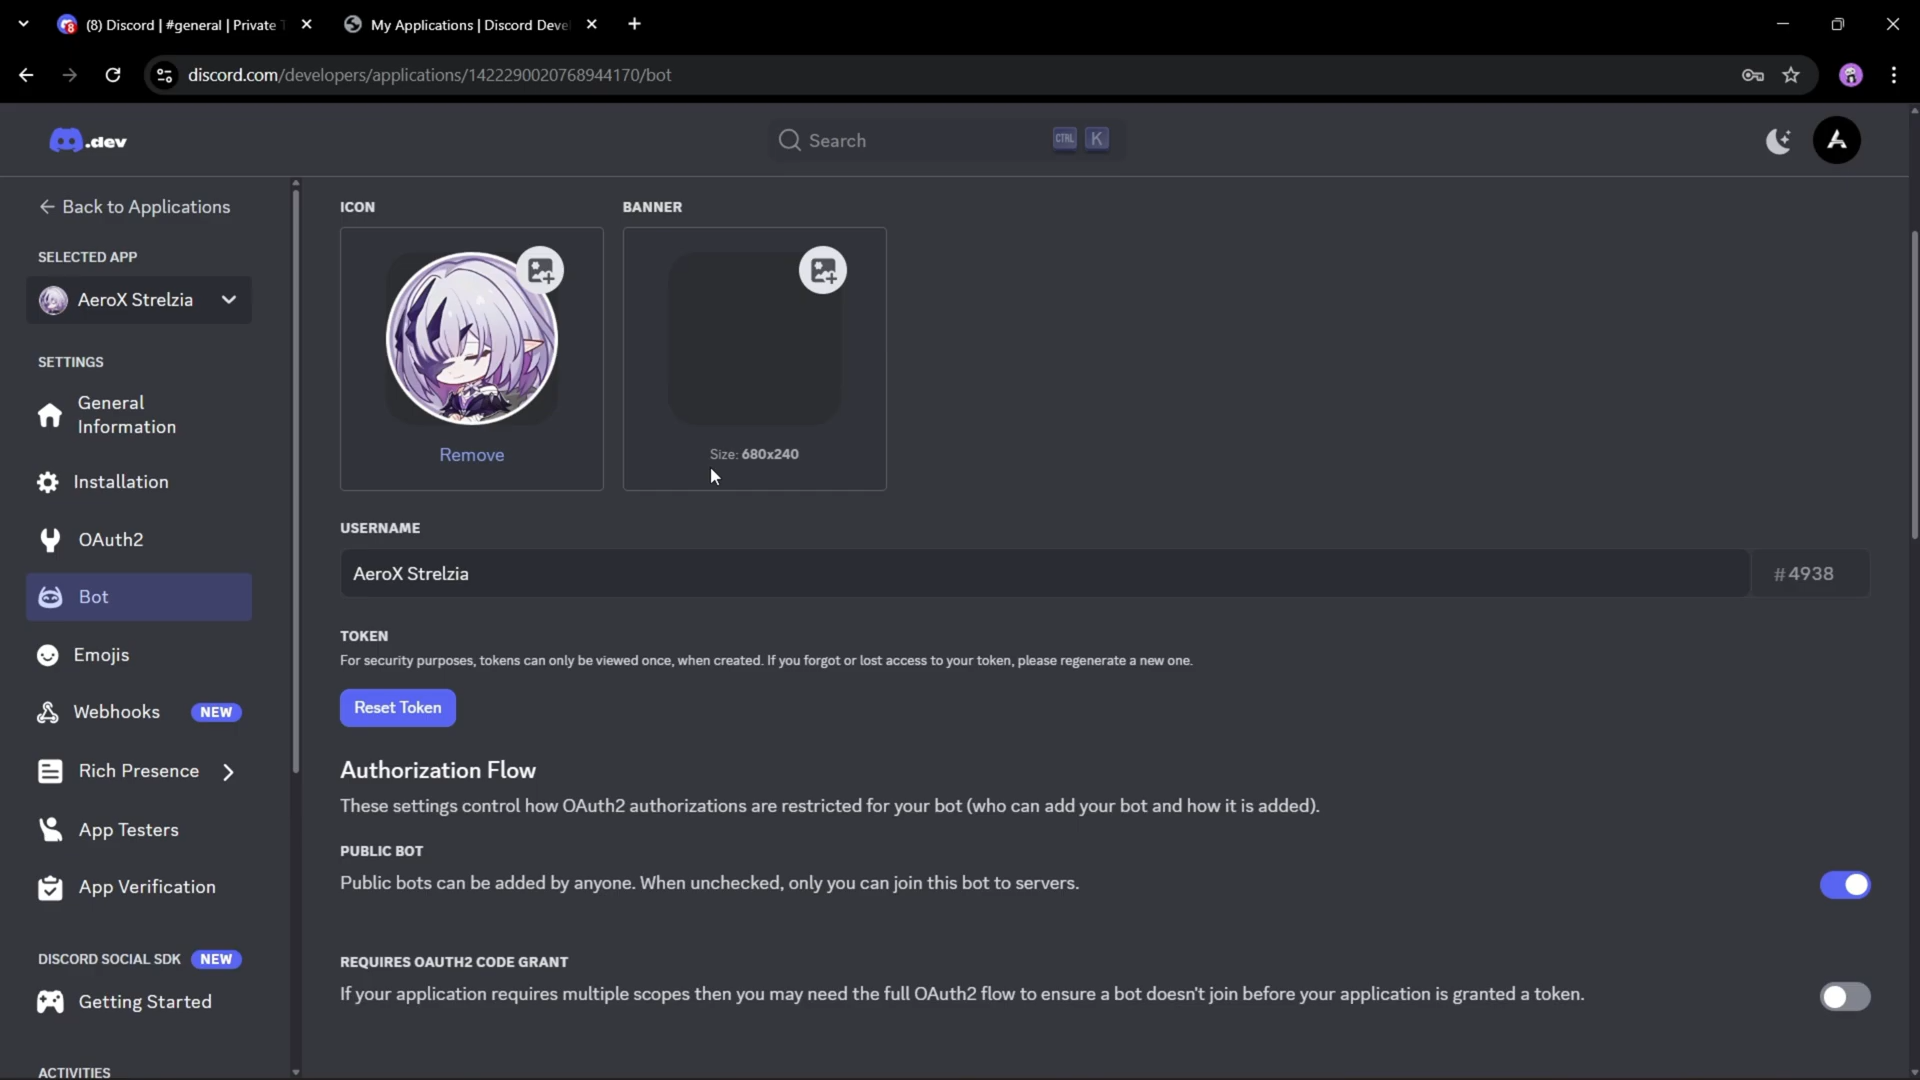 (8) Discord | #general | Private
My Applications | Discord Deve
discord.com/developers/applications/1422290020768944170/bot
.dev
Search
CTRL
K
Back to Applications
SELECTED APP
AeroX Strelzia
SETTINGS
General
Information
Installation
OAuth2
Bot
Emojis
Webhooks NEW
Rich Presence
App Testers
App Verification
DISCORD SOCIAL SDK NEW
Getting Started
ACTIVITIES
ICON
BANNER
Remove
Size: 680x240
USERNAME
AeroX Strelzia
#4938
TOKEN
For security purposes, tokens can only be viewed once, when created. If you forgot or lost access to your token, please regenerate a new one.
Reset Token
Authorization Flow
These settings control how OAuth2 authorizations are restricted for your bot (who can add your bot and how it is added).
PUBLIC BOT
Public bots can be added by anyone. When unchecked, only you can join this bot to servers.
REQUIRES OAUTH2 CODE GRANT
If your application requires multiple scopes then you may need the full OAuth2 flow to ensure a bot doesn't join before your application is granted a token.